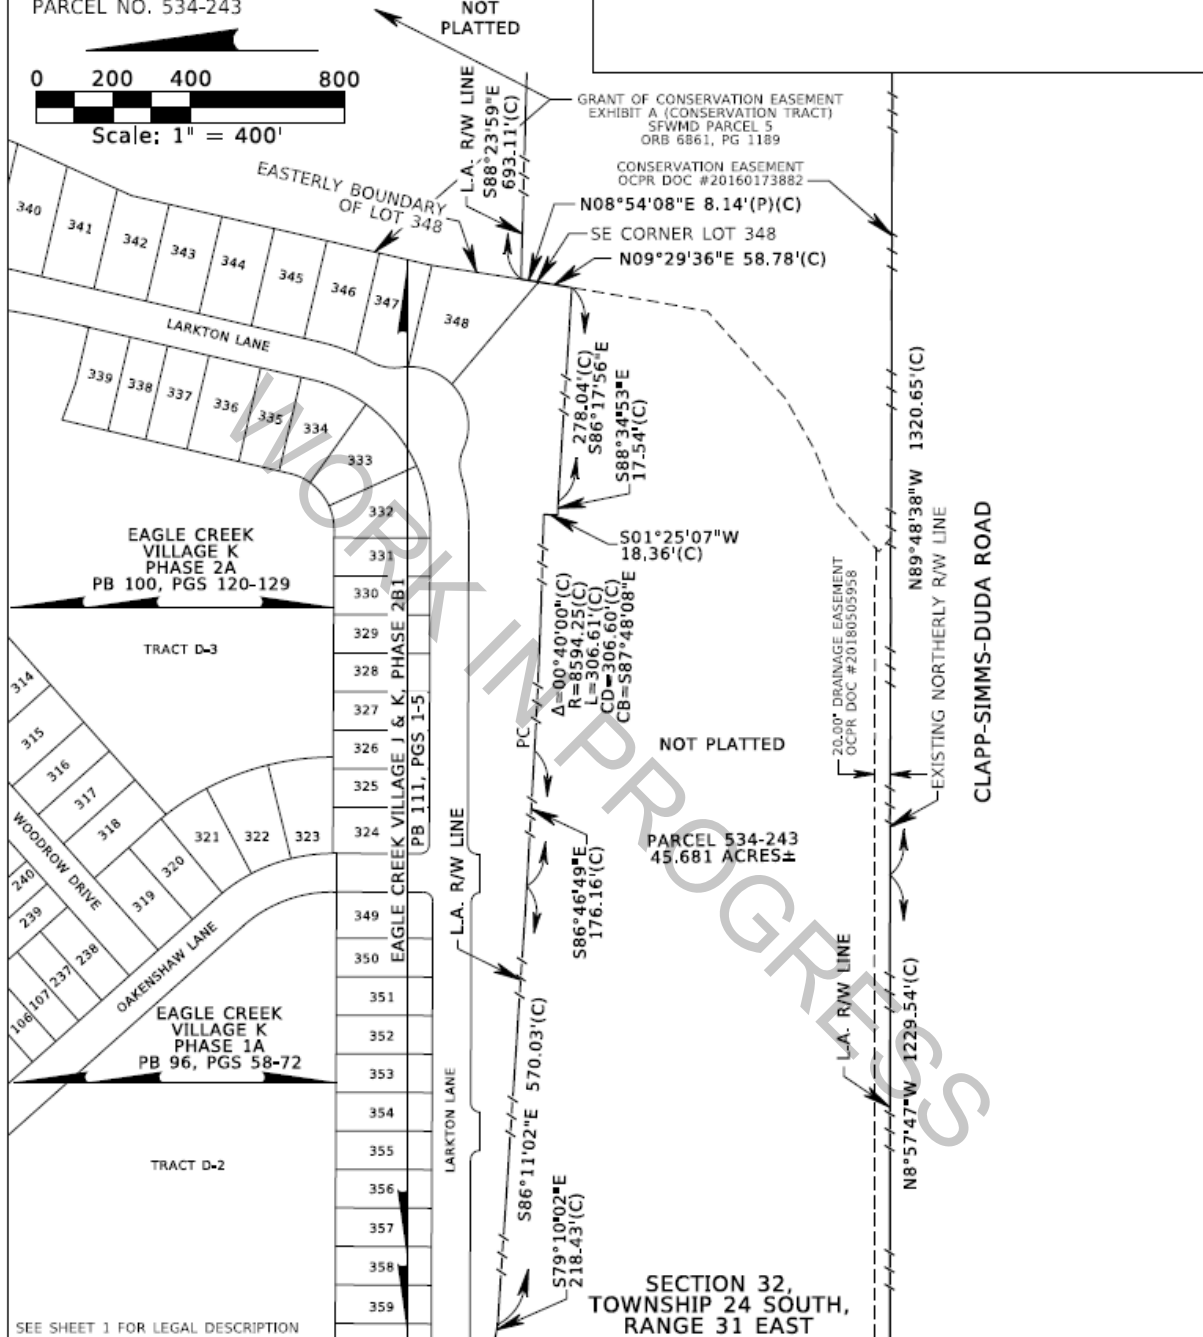 PARCEL NO. 534-243
NOT
PLATTED
0 200 400 800
Scale: 1" = 400'
L.A. R/W LINE
S88°23'59"E
693.11'(C)
GRANT OF CONSERVATION EASEMENT
EXHIBIT A (CONSERVATION TRACT)
SFWMD PARCEL 5
ORB 6861, PG 1189
CONSERVATION EASEMENT
OCPR DOC #20160173882
EASTERLY BOUNDARY
OF LOT 348
N08°54'08"E 8.14'(P)(C)
SE CORNER LOT 348
N09°29'36"E 58.78'(C)
340
341
342
343
344
345
346
347
348
LARKTON LANE
339
338
337
336
335
334
333
332
331
330
329
328
327
326
325
324
278.04'(C)
S86°17'56"E
S88°34'53"E
17.54'(C)
S01°25'07"W
18.36'(C)
N89°48'38"W 1320.65'(C)
EAGLE CREEK
VILLAGE K
PHASE 2A
PB 100, PGS 120-129
TRACT D-3
EAGLE CREEK VILLAGE J & K, PHASE 2B1
PB 111, PGS 1-5
Δ=00°40'00"(C)
R=8594.25(C)
L=306.61'(C)
CD=306.60'(C)
CB=S87°48'08"E
PC
20.00' DRAINAGE EASEMENT
OCPR DOC #20180505958
EXISTING NORTHERLY R/W LINE
CLAPP-SIMMS-DUDA ROAD
NOT PLATTED
314
315
316
317
318
319
320
321
322
323
WOODROW DRIVE
240
239
238
237
107
106
OAKENSHAW LANE
PARCEL 534-243
45.681 ACRES±
L.A. R/W LINE
S86°46'49"E
176.16'(C)
349
350
351
352
353
354
355
356
357
358
359
EAGLE CREEK
VILLAGE K
PHASE 1A
PB 96, PGS 58-72
TRACT D-2
LARKTON LANE
S86°11'02"E 570.03'(C)
S79°10'02"E
218.43'(C)
L.A. R/W LINE
N8°57'47"W 1229.54'(C)
SECTION 32,
TOWNSHIP 24 SOUTH,
RANGE 31 EAST
SEE SHEET 1 FOR LEGAL DESCRIPTION
WORK IN PROGRESS